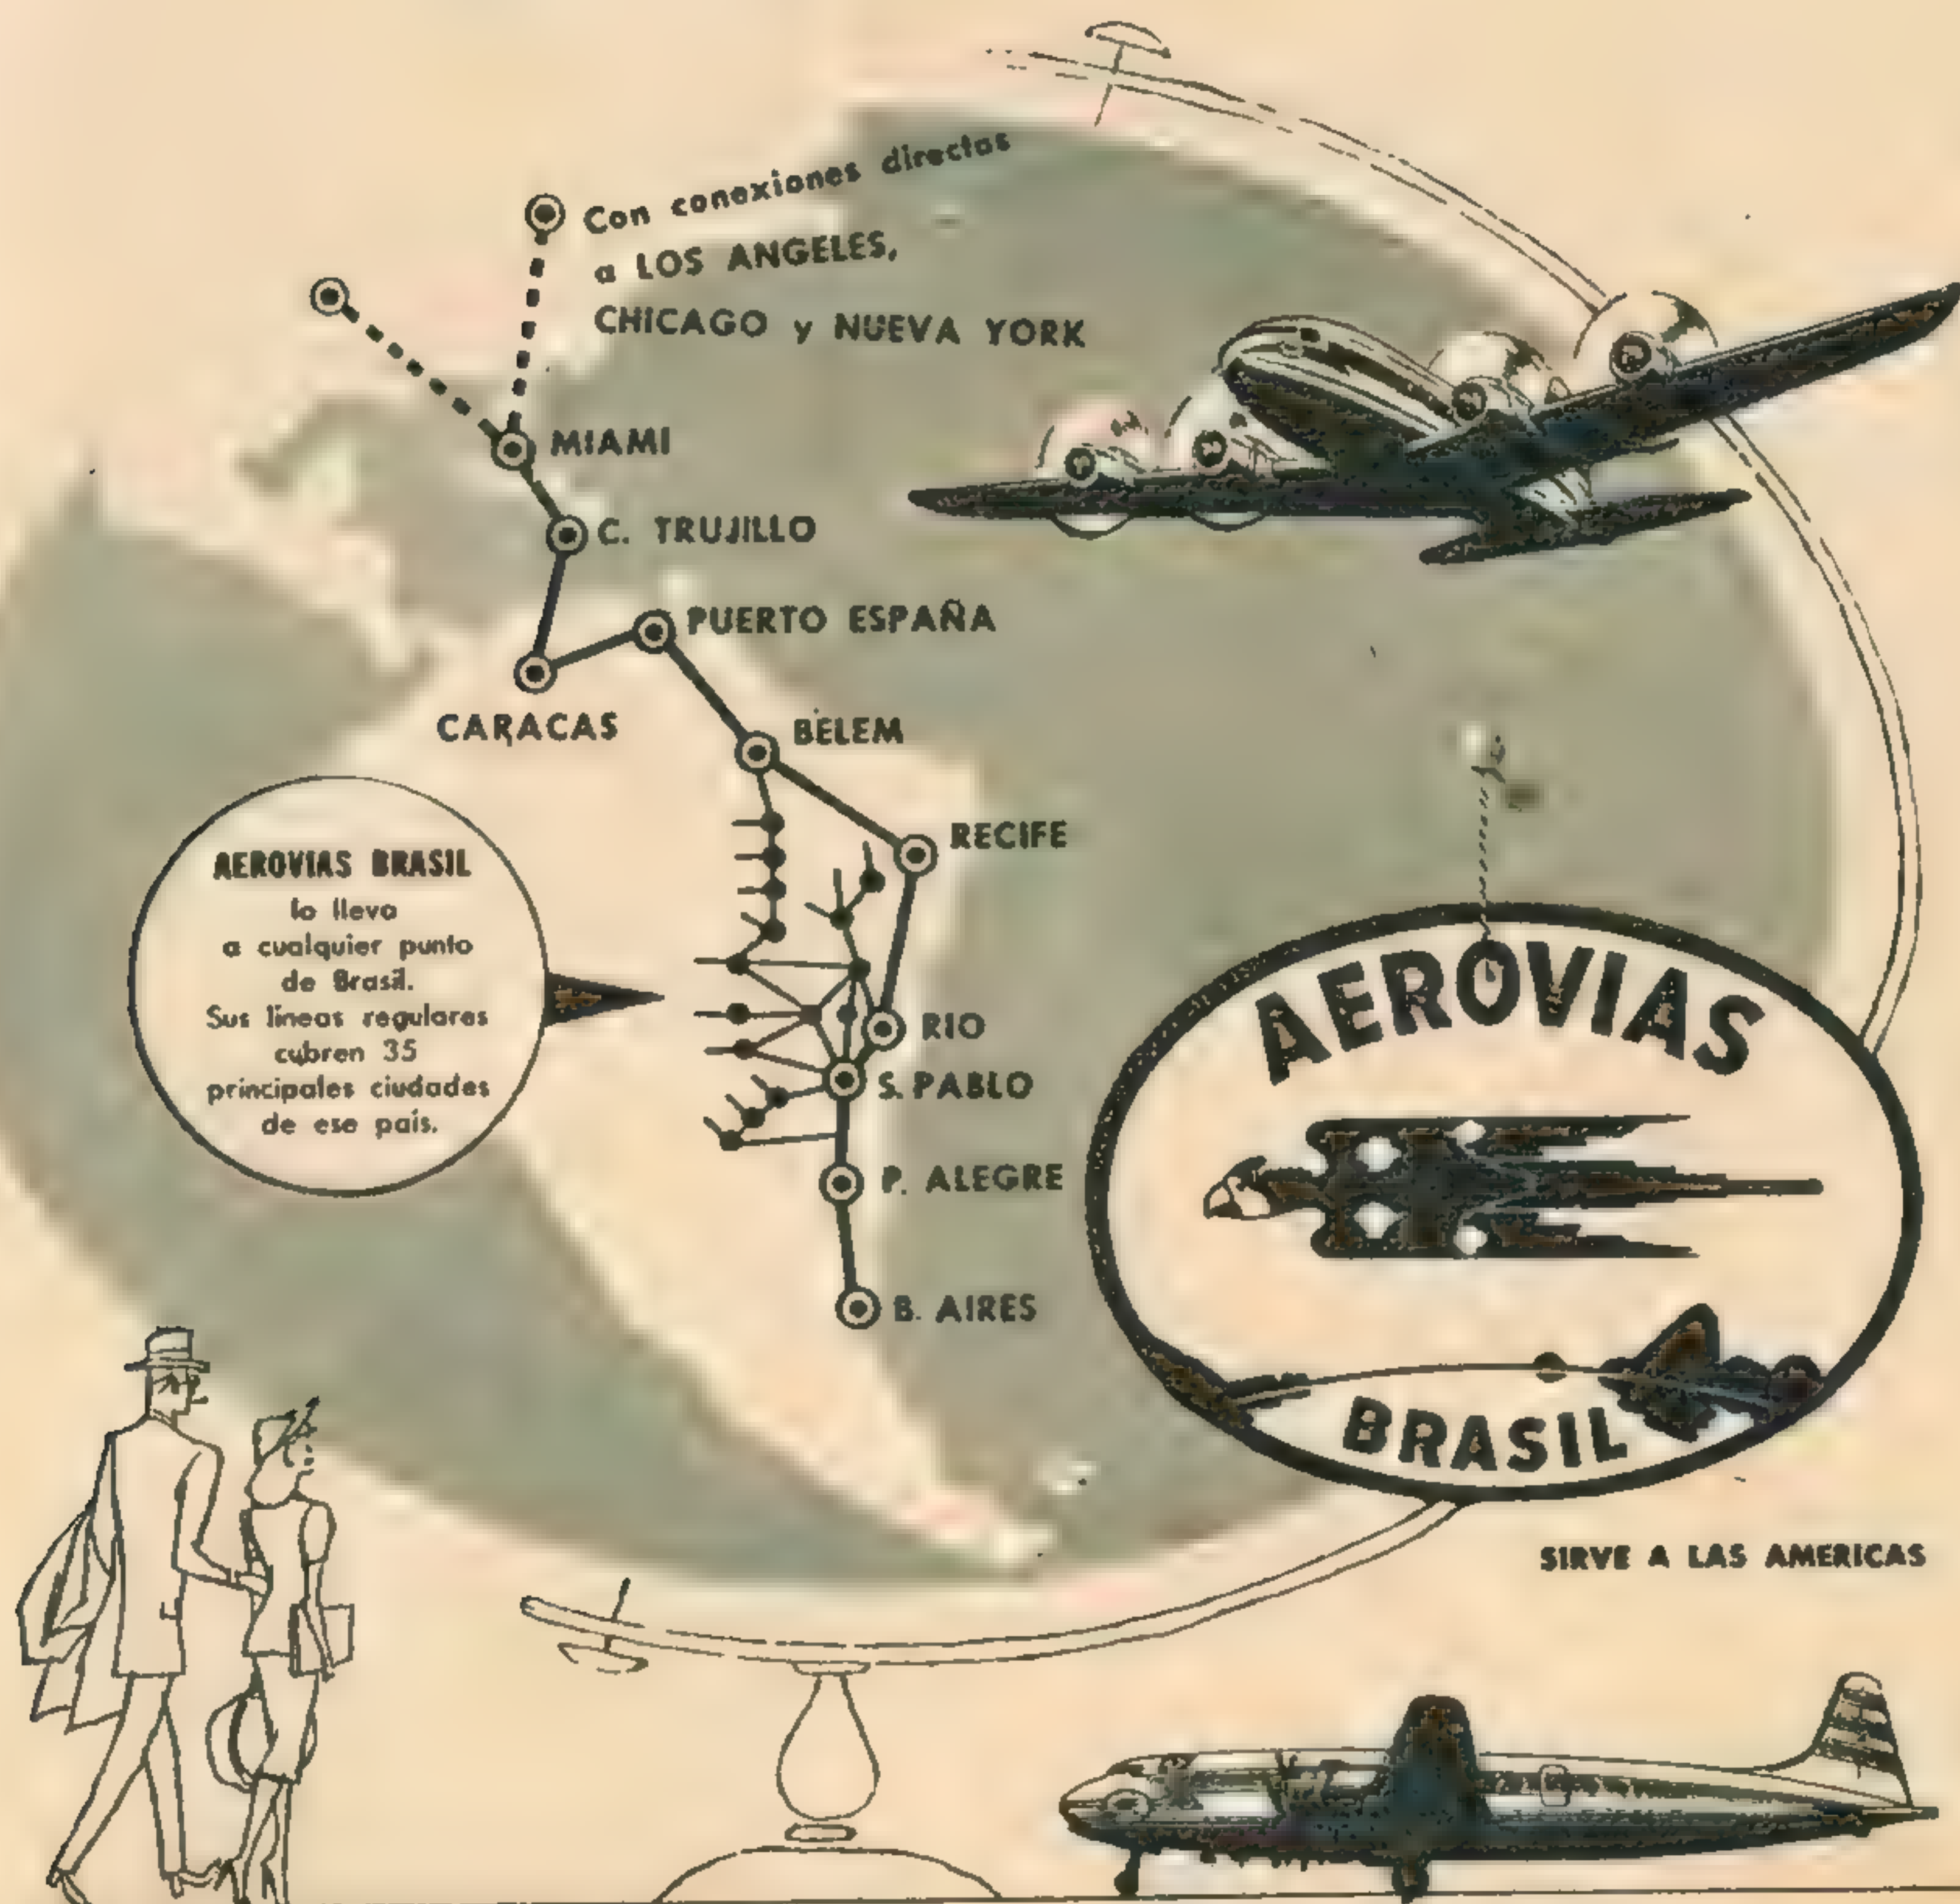 Con conexiones directas
a LOS ANGELES,
CHICAGO y NUEVA YORK
MIAMI
C. TRUJILLO
PUERTO ESPAÑA
CARACAS
BELEM
RECIFE
RIO
S. PABLO
P. ALEGRE
B. AIRES
AEROVIAS BRASIL
lo lleva
a cualquier punto
de Brasil.
Sus líneas regulares
cubren 35
principales ciudades
de ese país.
AEROVIAS
BRASIL
SIRVE A LAS AMERICAS